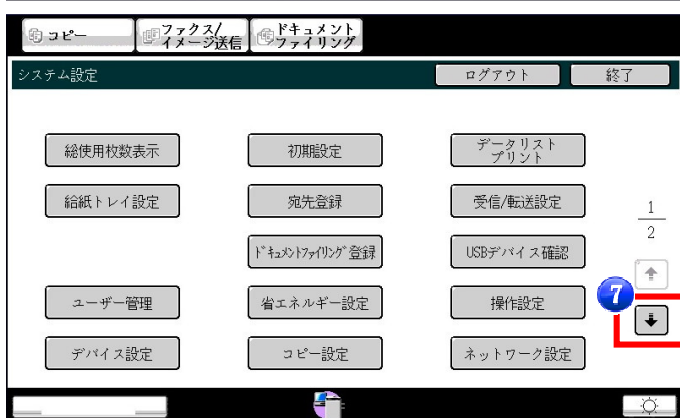 コピー
ファクス/
イメージ送信
ドキュメント
ファイリング
システム設定
ログアウト
終了
総使用枚数表示
初期設定
データリスト
プリント
給紙トレイ設定
宛先登録
受信/転送設定
ドキュメントファイリング登録
USBデバイス確認
1
2
ユーザー管理
省エネルギー設定
操作設定
7
デバイス設定
コピー設定
ネットワーク設定